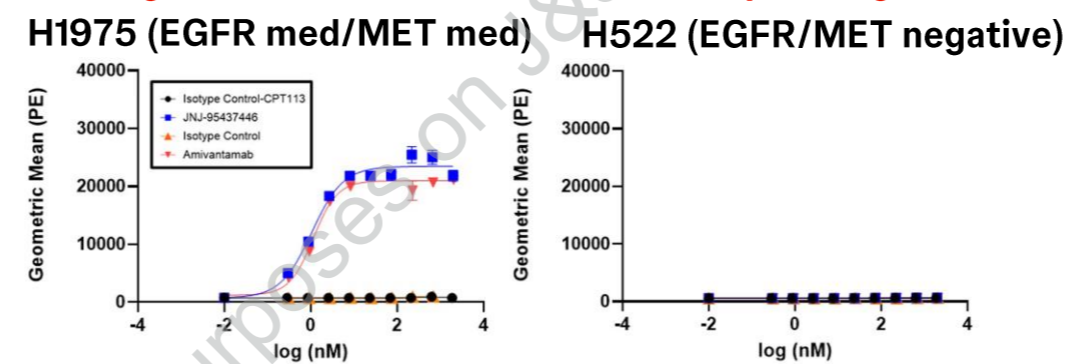 H1975 (EGFR med/MET med)
H522 (EGFR/MET negative)
Geometric Mean (PE)
40000
30000
20000
10000
0
Isotype Control-CPT113
JNJ-95437446
Isotype Control
Amivantamab
-4
-2
0
2
4
log (nM)
Geometric Mean (PE)
40000
30000
20000
10000
0
-4
-2
0
2
4
log (nM)
urposes on J&